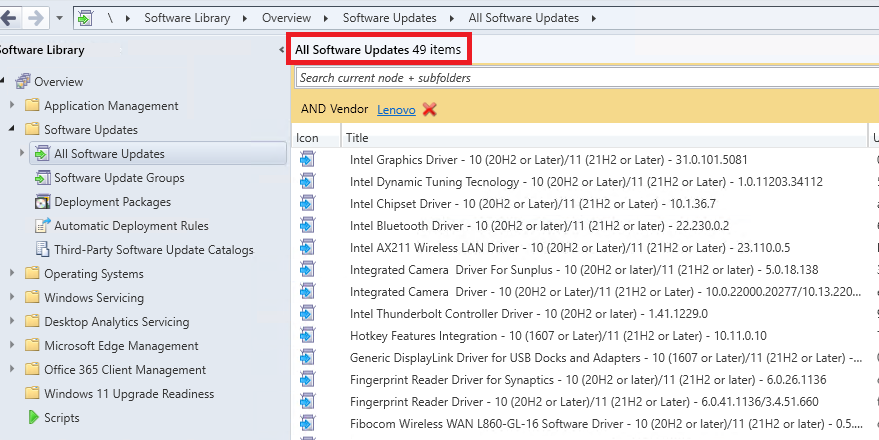 \ Software Library Overview Software Updates All Software Updates
Software Library
All Software Updates 49 items
Search current node + subfolders
AND Vendor Lenovo
Icon Title
Overview
Application Management
Software Updates
All Software Updates
Software Update Groups
Deployment Packages
Automatic Deployment Rules
Third-Party Software Update Catalogs
Operating Systems
Windows Servicing
Desktop Analytics Servicing
Microsoft Edge Management
Office 365 Client Management
Windows 11 Upgrade Readiness
Scripts
Intel Graphics Driver - 10 (20H2 or Later)/11 (21H2 or Later) - 31.0.101.5081
Intel Dynamic Tuning Tecnology - 10 (20H2 or Later)/11 (21H2 or Later) - 1.0.11203.34112
Intel Chipset Driver - 10 (20H2 or Later)/11 (21H2 or Later) - 10.1.36.7
Intel Bluetooth Driver - 10 (20H2 or later)/11 (21H2 or Later) - 22.230.0.2
Intel AX211 Wireless LAN Driver - 10 (20H2 or Later)/11 (21H2 or Later) - 23.110.0.5
Integrated Camera Driver For Sunplus - 10 (20H2 or later)/11 (21H2 or Later) - 5.0.18.138
Integrated Camera Driver - 10 (20H2 or Later)/11 (21H2 or Later) - 10.0.22000.20277/10.13.220...
Intel Thunderbolt Controller Driver - 10 (20H2 or Later)/11 (21H2 or Later) - 1.41.1229.0
Hotkey Features Integration - 10 (1607 or Later)/11 (21H2 or Later) - 10.11.0.10
Generic DisplayLink Driver for USB Docks and Adapters - 10 (1607 or Later)/11 (21H2 or Later) -...
Fingerprint Reader Driver for Synaptics - 10 (20H2 or later)/11 (21H2 or Later) - 6.0.26.1136
Fingerprint Reader Driver - 10 (20H2 or Later)/11 (21H2 or Later) - 6.0.41.1136/3.4.51.660
Fibocom Wireless WAN L860-GL-16 Software Driver - 10 (20H2 or Later)/11 (21H2 or Later) - 0.5....